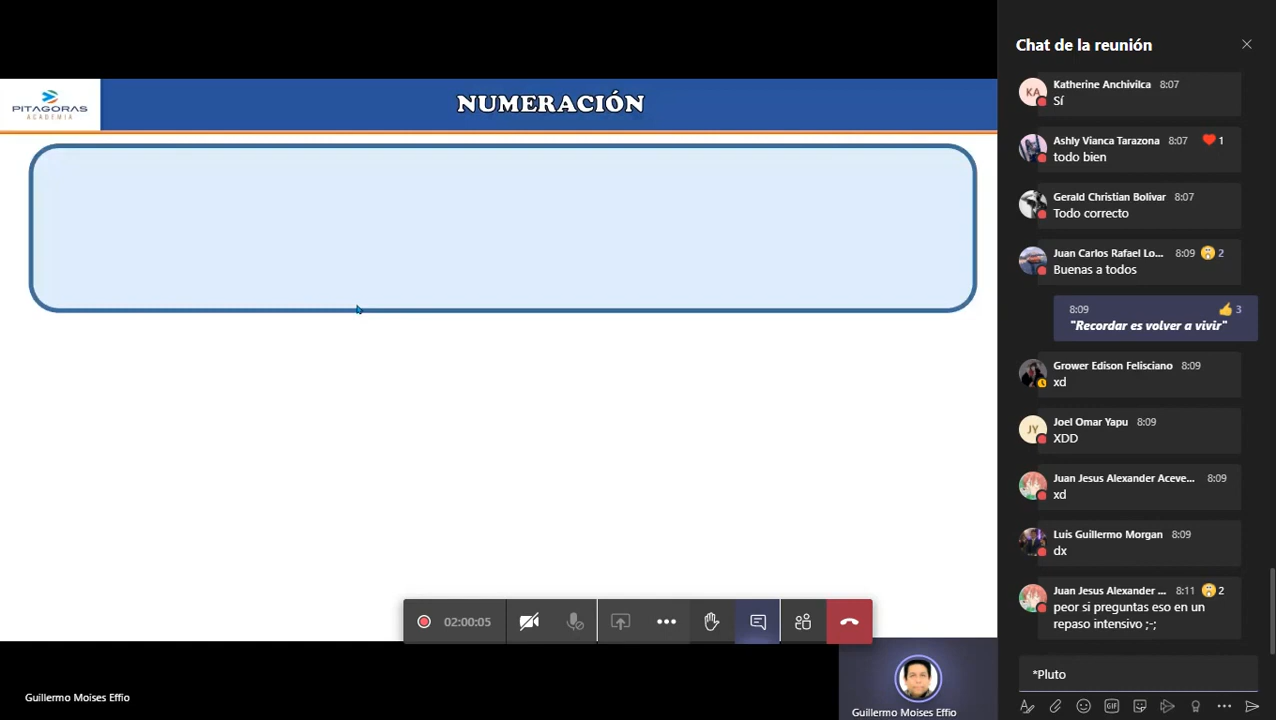 PITAGORAS
ACADEMIA
NUMERACIÓN
02:00:05
Guillermo Moises Effio
Guillermo Moises Effio
Chat de la reunión
KA
Katherine Anchivilca 8:07
Sí
Ashly Vianca Tarazona 8:07 1
todo bien
Gerald Christian Bolivar 8:07
Todo correcto
Juan Carlos Rafael Lo... 8:09 2
Buenas a todos
8:09 3
"Recordar es volver a vivir"
Grower Edison Felisciano 8:09
xd
JY
Joel Omar Yapu 8:09
XDD
Juan Jesus Alexander Aceve... 8:09
xd
Luis Guillermo Morgan 8:09
dx
Juan Jesus Alexander ... 8:11 2
peor si preguntas eso en un
repaso intensivo ;-;
*Pluto
GIF